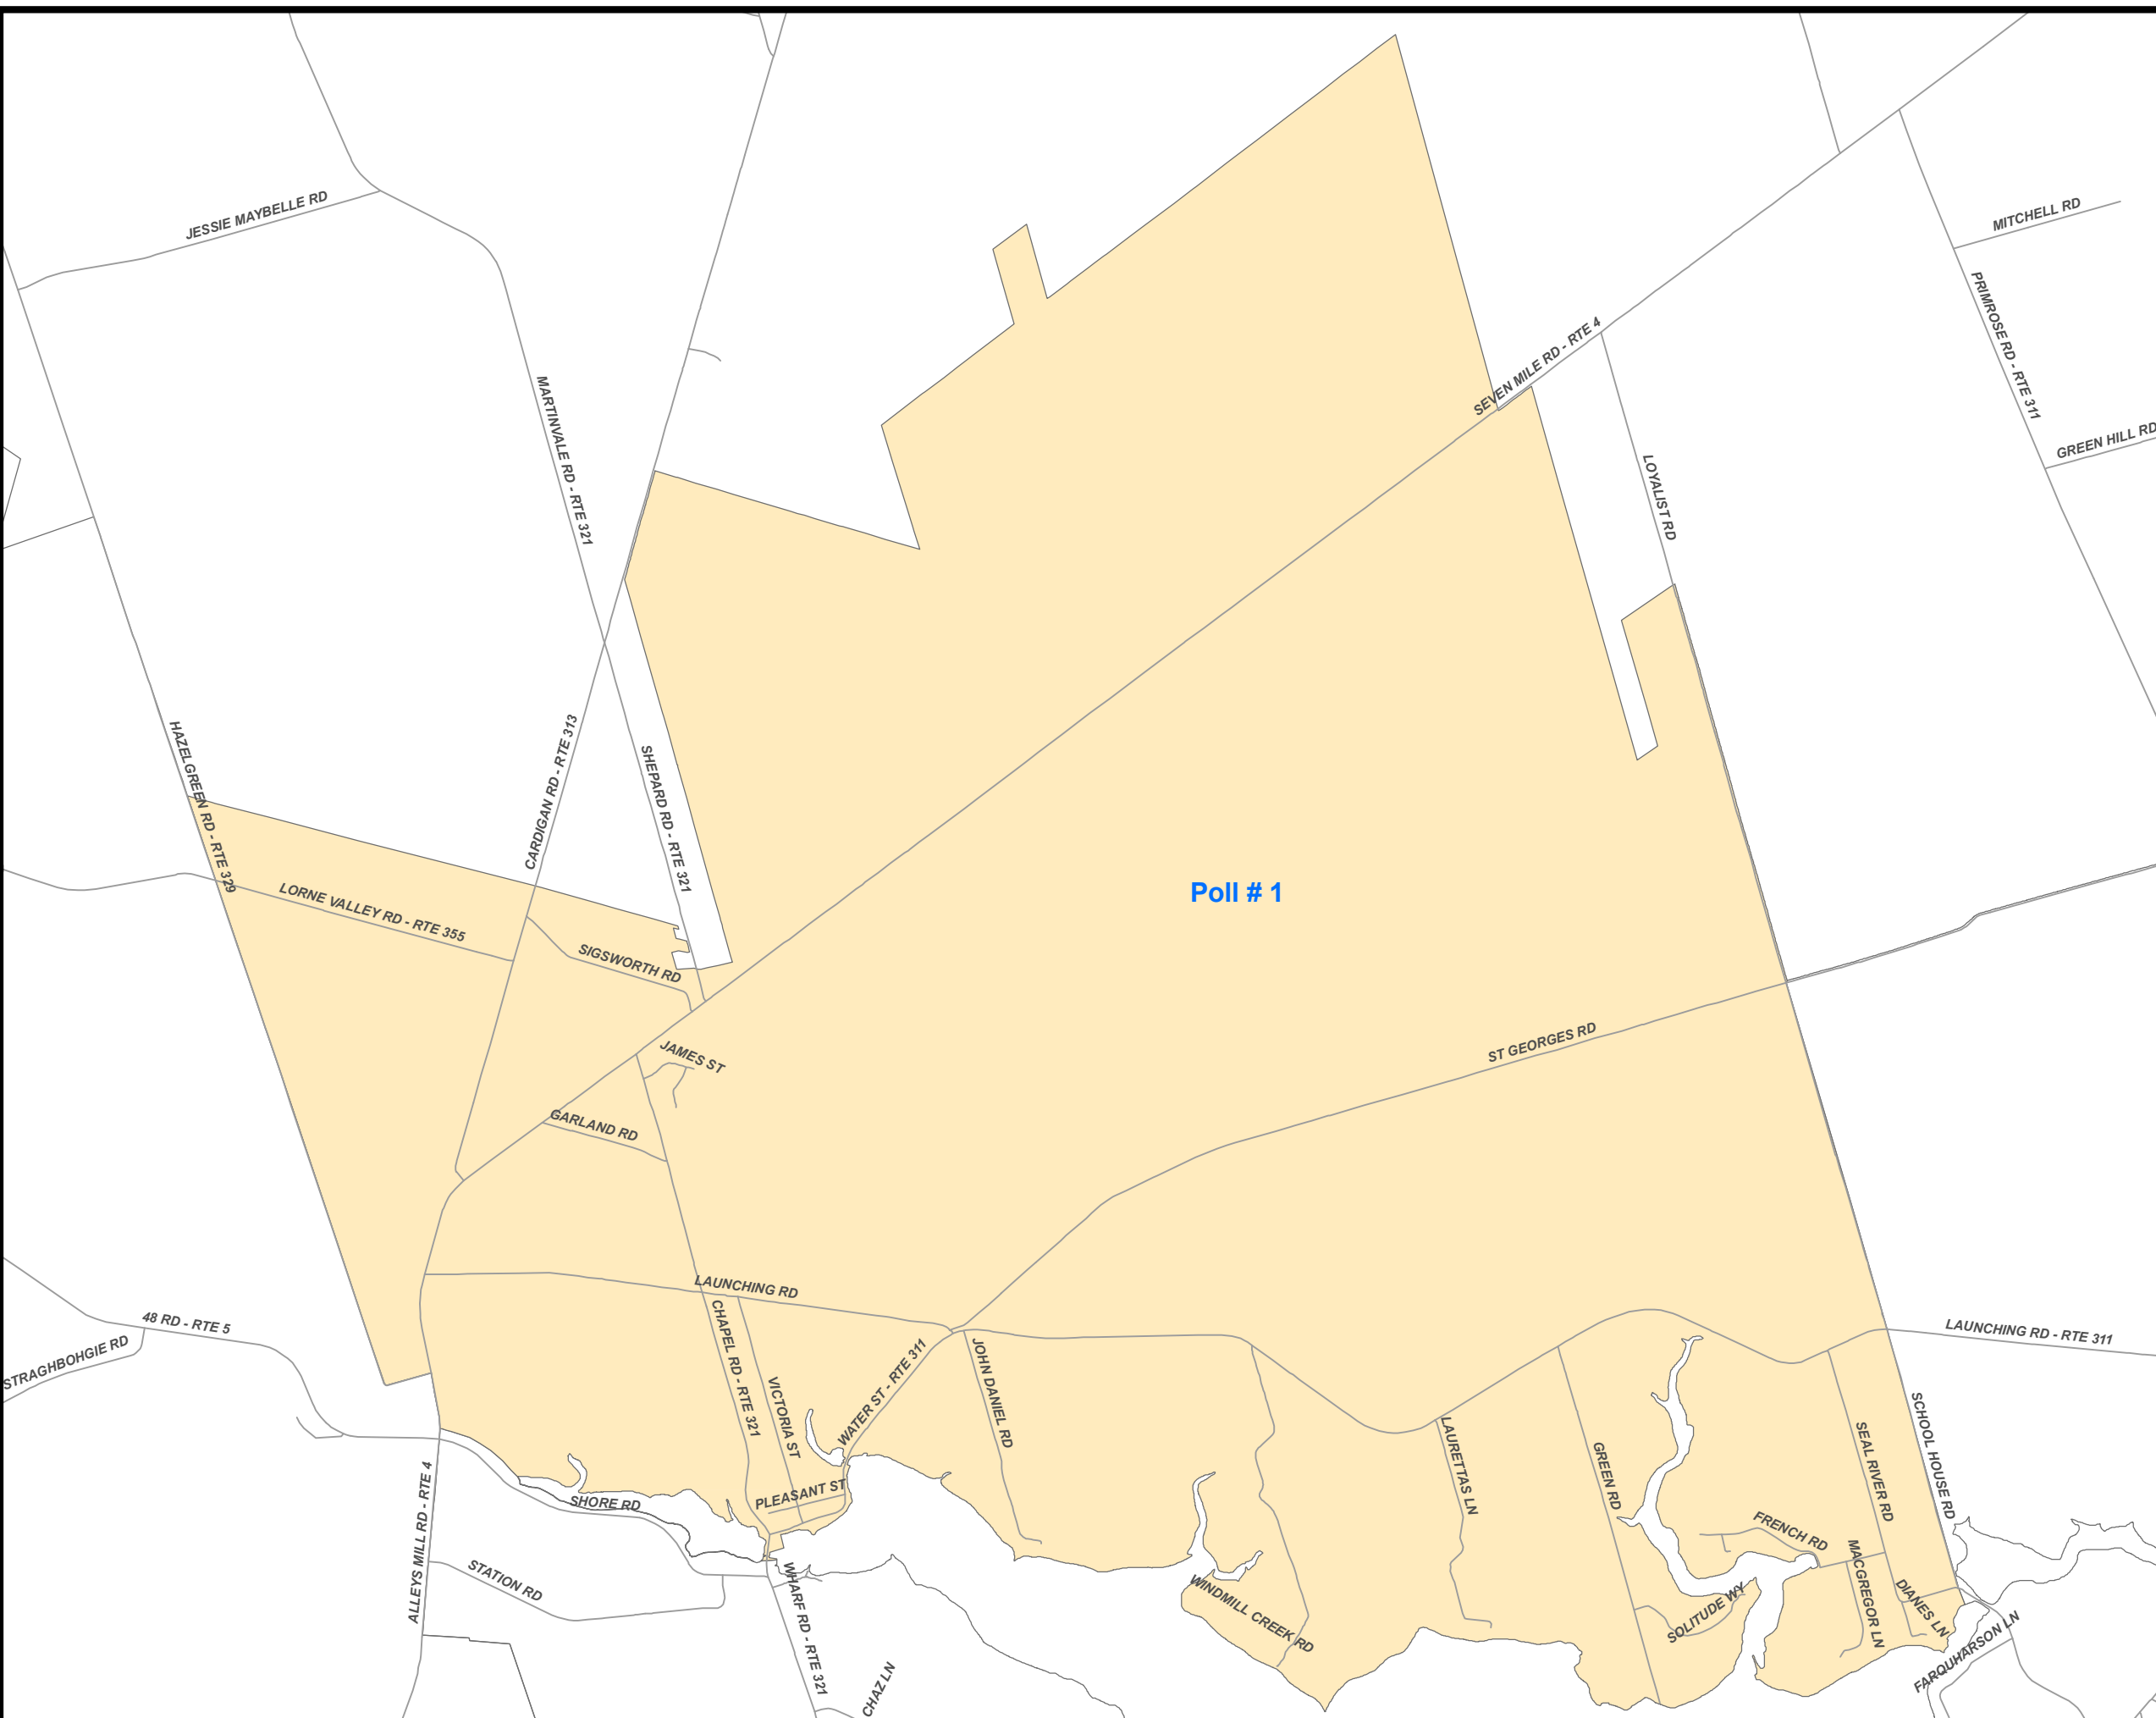 JESSIE MAYBELLE RD
MITCHELL RD
PRIMROSE RD - RTE 311
SEVEN MILE RD - RTE 4
MARTINVALE RD - RTE 321
GREEN HILL RD
LOYALIST RD
HAZELGREEN RD - RTE 329
CARDIGAN RD - RTE 313
SHEPARD RD - RTE 321
Poll # 1
LORNE VALLEY RD - RTE 355
SIGSWORTH RD
ST GEORGES RD
JAMES ST
GARLAND RD
LAUNCHING RD
48 RD - RTE 5
STRAGHBOHGIE RD
CHAPEL RD - RTE 321
VICTORIA ST
WATER ST - RTE 311
JOHN DANIEL RD
LAUNCHING RD - RTE 311
LAURETTAS LN
GREEN RD
SEAL RIVER RD
SCHOOL HOUSE RD
PLEASANT ST
SHORE RD
ALLEYS MILL RD - RTE 4
STATION RD
FRENCH RD
MACGREGOR LN
DIANES LN
WINDMILL CREEK RD
SOLITUDE WY
WHARF RD - RTE 321
CHAZ LN
FARQUHARSON LN